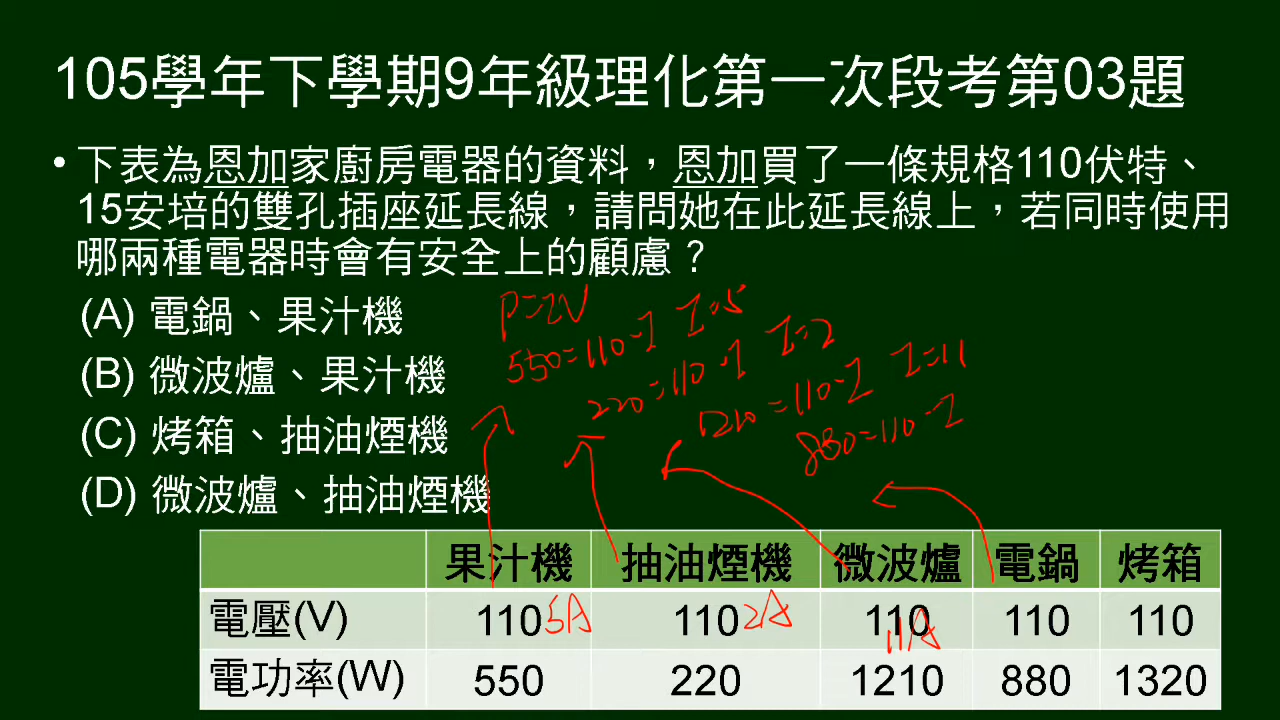 105學年下學期9年級理化第一次段考第03題
• 下表為恩加家廚房電器的資料，恩加買了一條規格110伏特、
15安培的雙孔插座延長線，請問她在此延長線上，若同時使用
哪兩種電器時會有安全上的顧慮？
(A) 電鍋、果汁機
(B) 微波爐、果汁機
(C) 烤箱、抽油煙機
(D) 微波爐、抽油煙機
P=IV
550=110·I I=5
220=110·I I=2
1210=110·I I=11
880=110·I
果汁機 抽油煙機 微波爐 電鍋 烤箱
電壓(V) 110 5A 110 2A 110 11A 110 110
電功率(W) 550 220 1210 880 1320